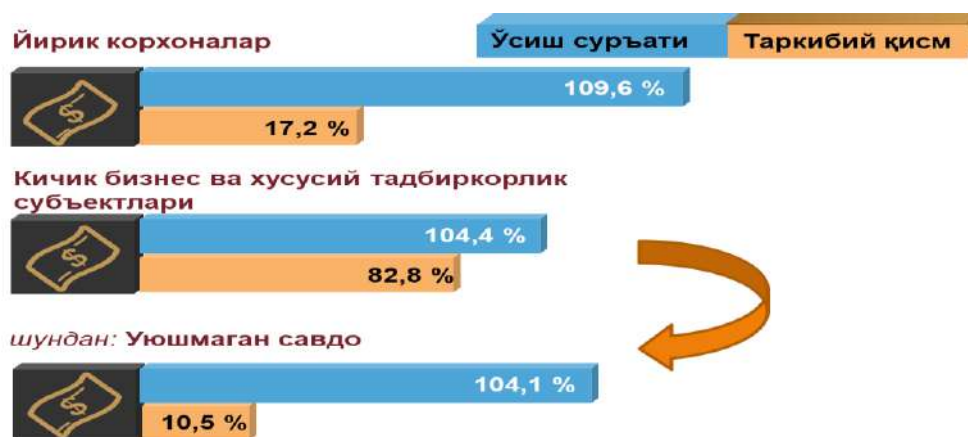 Йирик корхоналар
Ўсиш суръати
Таркибий қисм
109,6 %
17,2 %
Кичик бизнес ва хусусий тадбиркорлик
субъектлари
104,4 %
82,8 %
шундан: Уюшмаган савдо
104,1 %
10,5 %